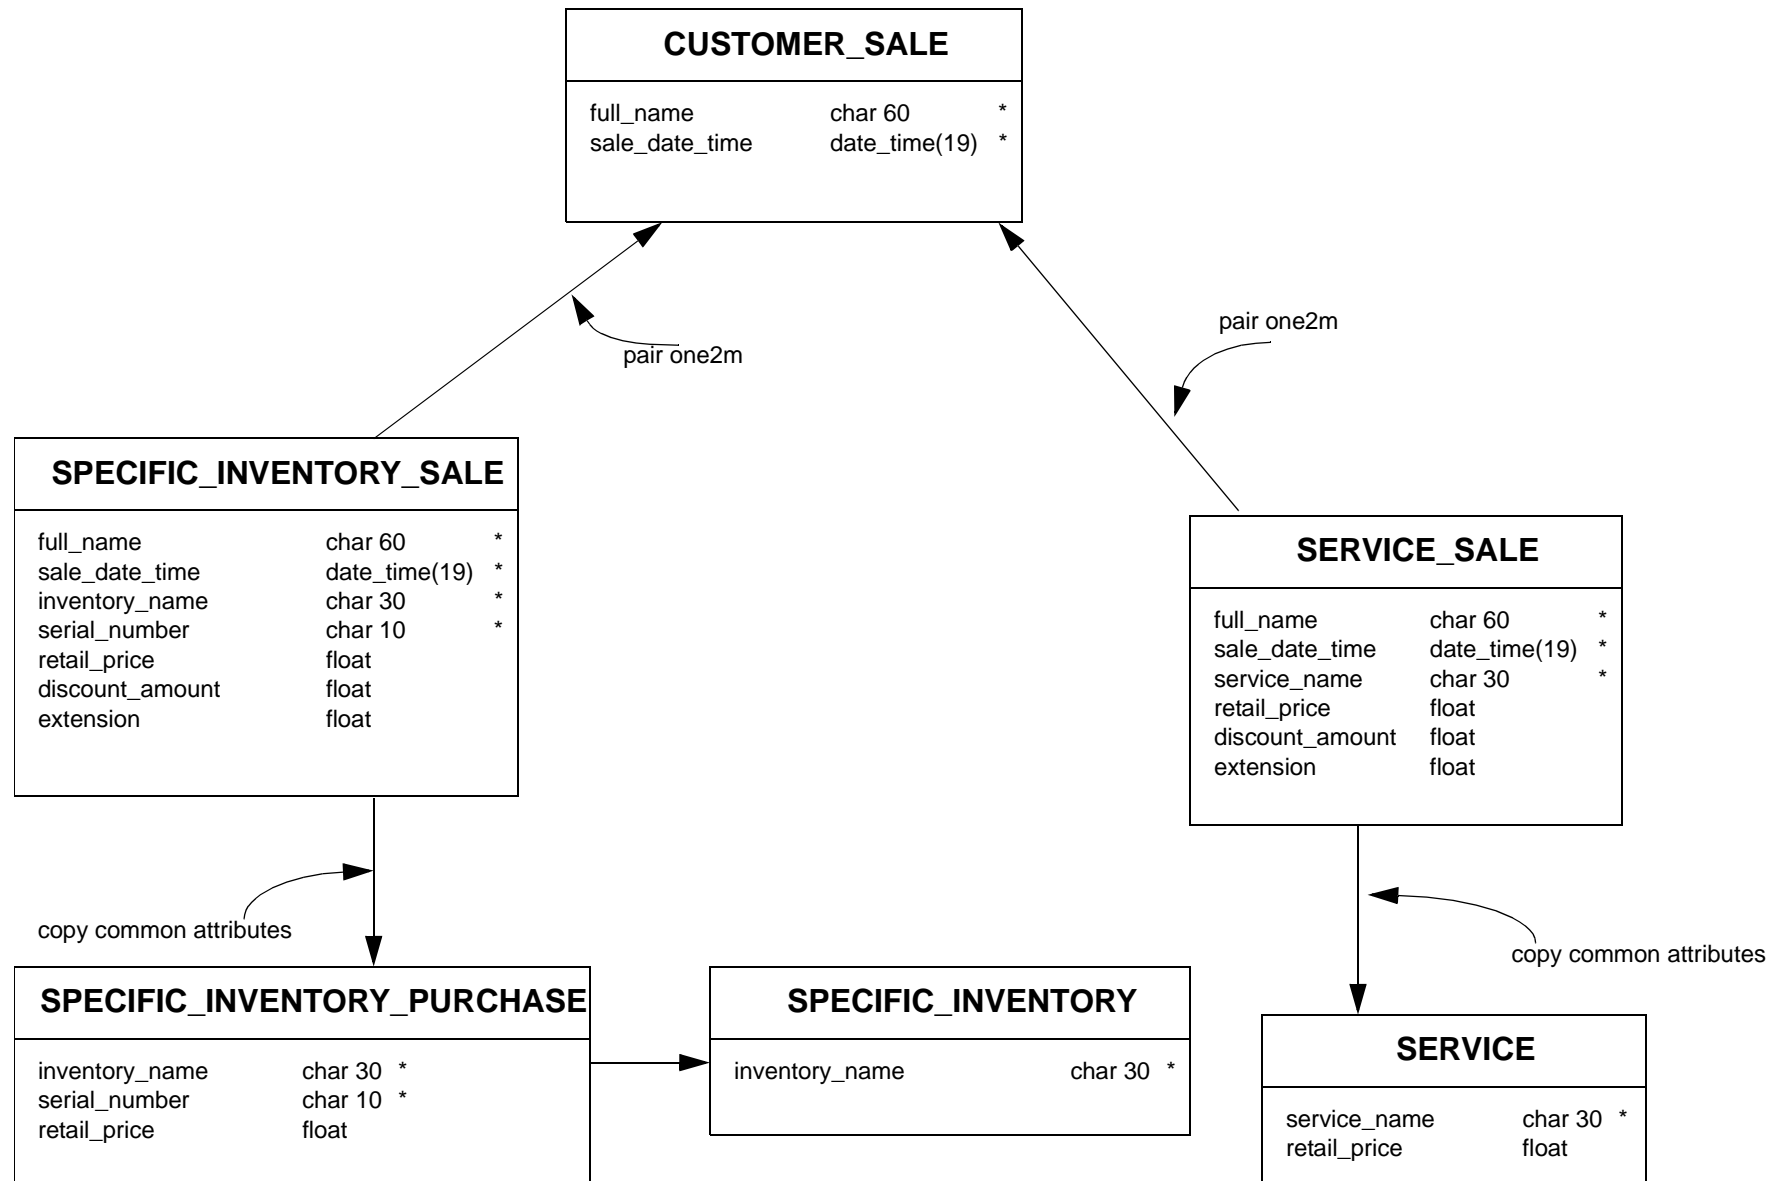 CUSTOMER_SALE
full_name char 60 *
sale_date_time date_time(19) *
pair one2m
pair one2m
SPECIFIC_INVENTORY_SALE
full_name char 60 *
sale_date_time date_time(19) *
inventory_name char 30 *
serial_number char 10 *
retail_price float
discount_amount float
extension float
SERVICE_SALE
full_name char 60 *
sale_date_time date_time(19) *
service_name char 30 *
retail_price float
discount_amount float
extension float
copy common attributes
copy common attributes
SPECIFIC_INVENTORY_PURCHASE
inventory_name char 30 *
serial_number char 10 *
retail_price float
SPECIFIC_INVENTORY
inventory_name char 30 *
SERVICE
service_name char 30 *
retail_price float